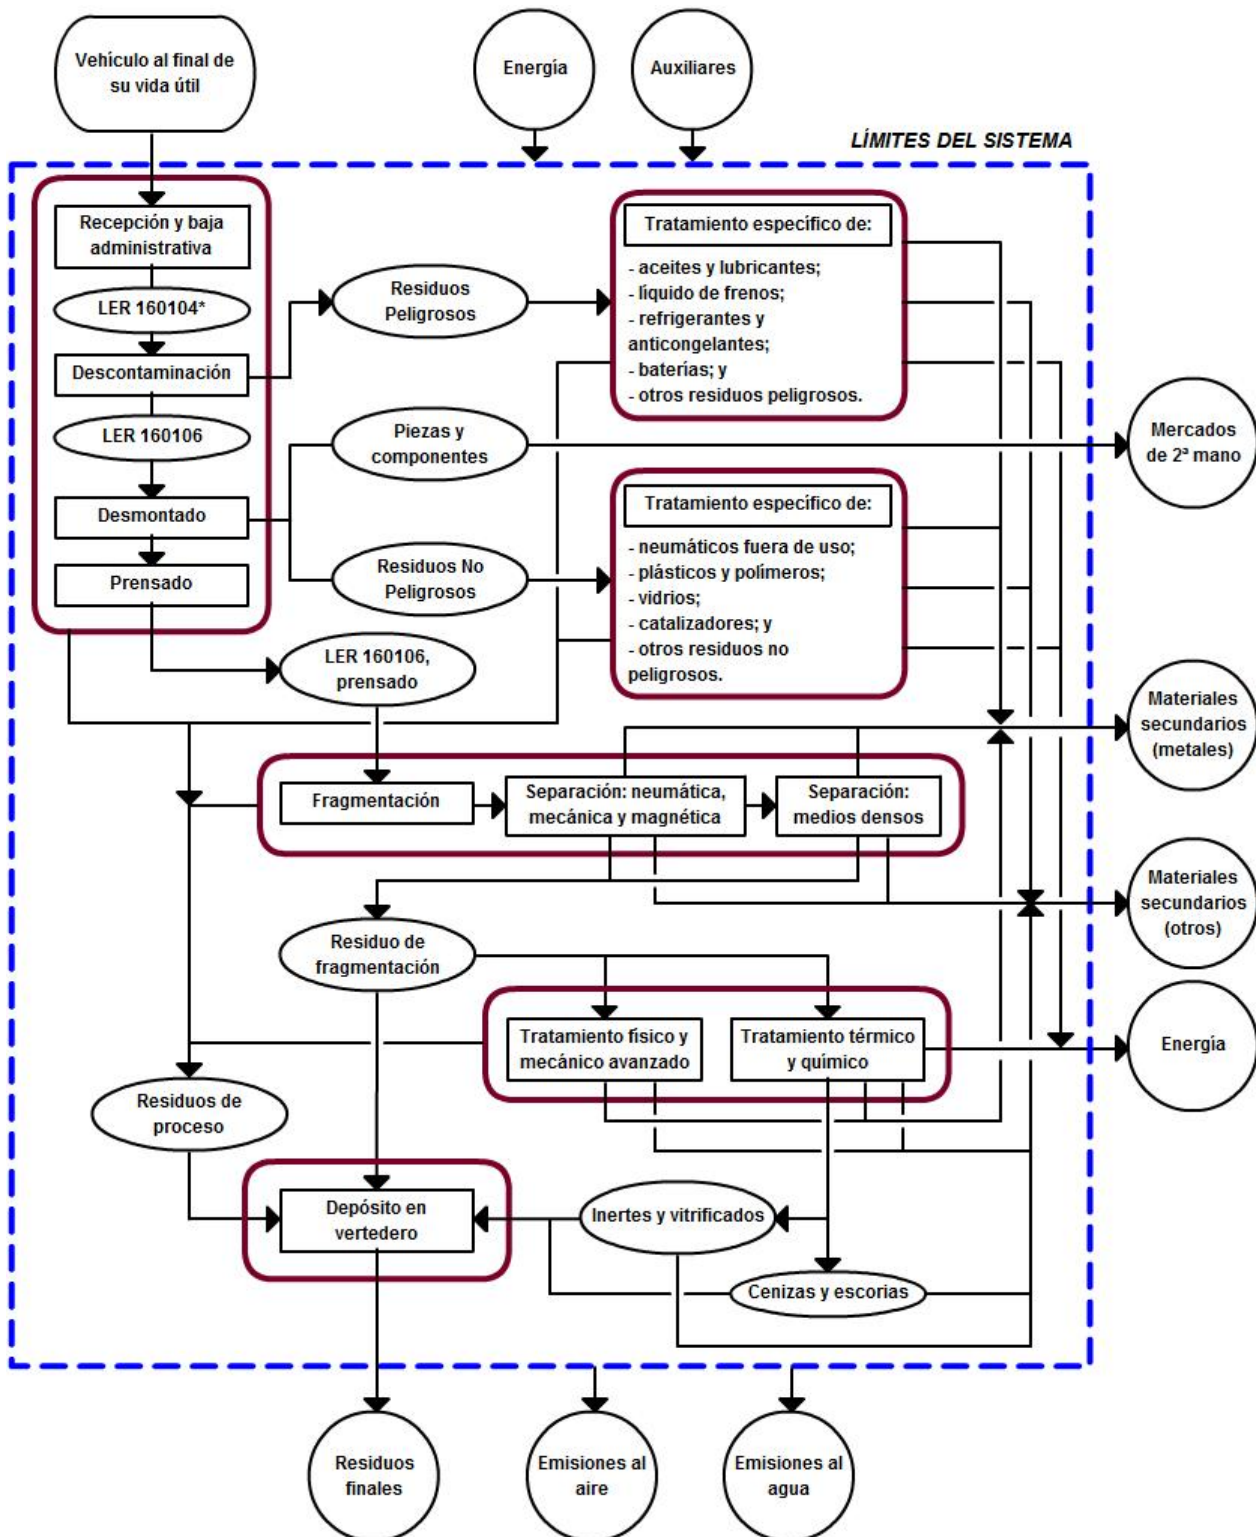 Vehículo al final de
su vida útil
Energía
Auxiliares
LÍMITES DEL SISTEMA
Recepción y baja
administrativa
LER 160104*
Descontaminación
LER 160106
Desmontado
Prensado
Residuos
Peligrosos
Piezas y
componentes
Residuos No
Peligrosos
LER 160106,
prensado
Tratamiento específico de:
- aceites y lubricantes;
- líquido de frenos;
- refrigerantes y
anticongelantes;
- baterías; y
- otros residuos peligrosos.
Tratamiento específico de:
- neumáticos fuera de uso;
- plásticos y polímeros;
- vidrios;
- catalizadores; y
- otros residuos no
peligrosos.
Mercados
de 2ª mano
Materiales
secundarios
(metales)
Fragmentación
Separación: neumática,
mecánica y magnética
Separación:
medios densos
Materiales
secundarios
(otros)
Residuo de
fragmentación
Tratamiento físico y
mecánico avanzado
Tratamiento térmico
y químico
Energía
Residuos de
proceso
Depósito en
vertedero
Inertes y vitrificados
Cenizas y escorias
Residuos
finales
Emisiones al
aire
Emisiones al
agua